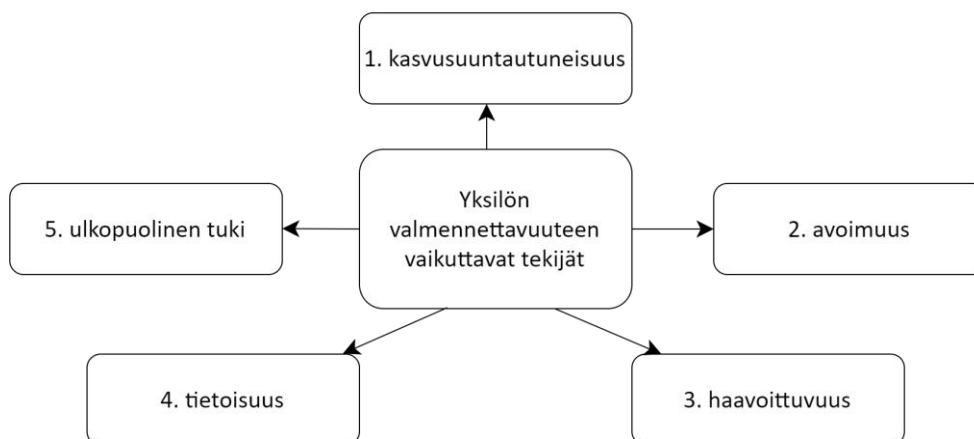 1. kasvusuuntautuneisuus
Yksilön
valmennettavuuteen
vaikuttavat tekijät
5. ulkopuolinen tuki
2. avoimuus
4. tietoisuus
3. haavoittuvuus